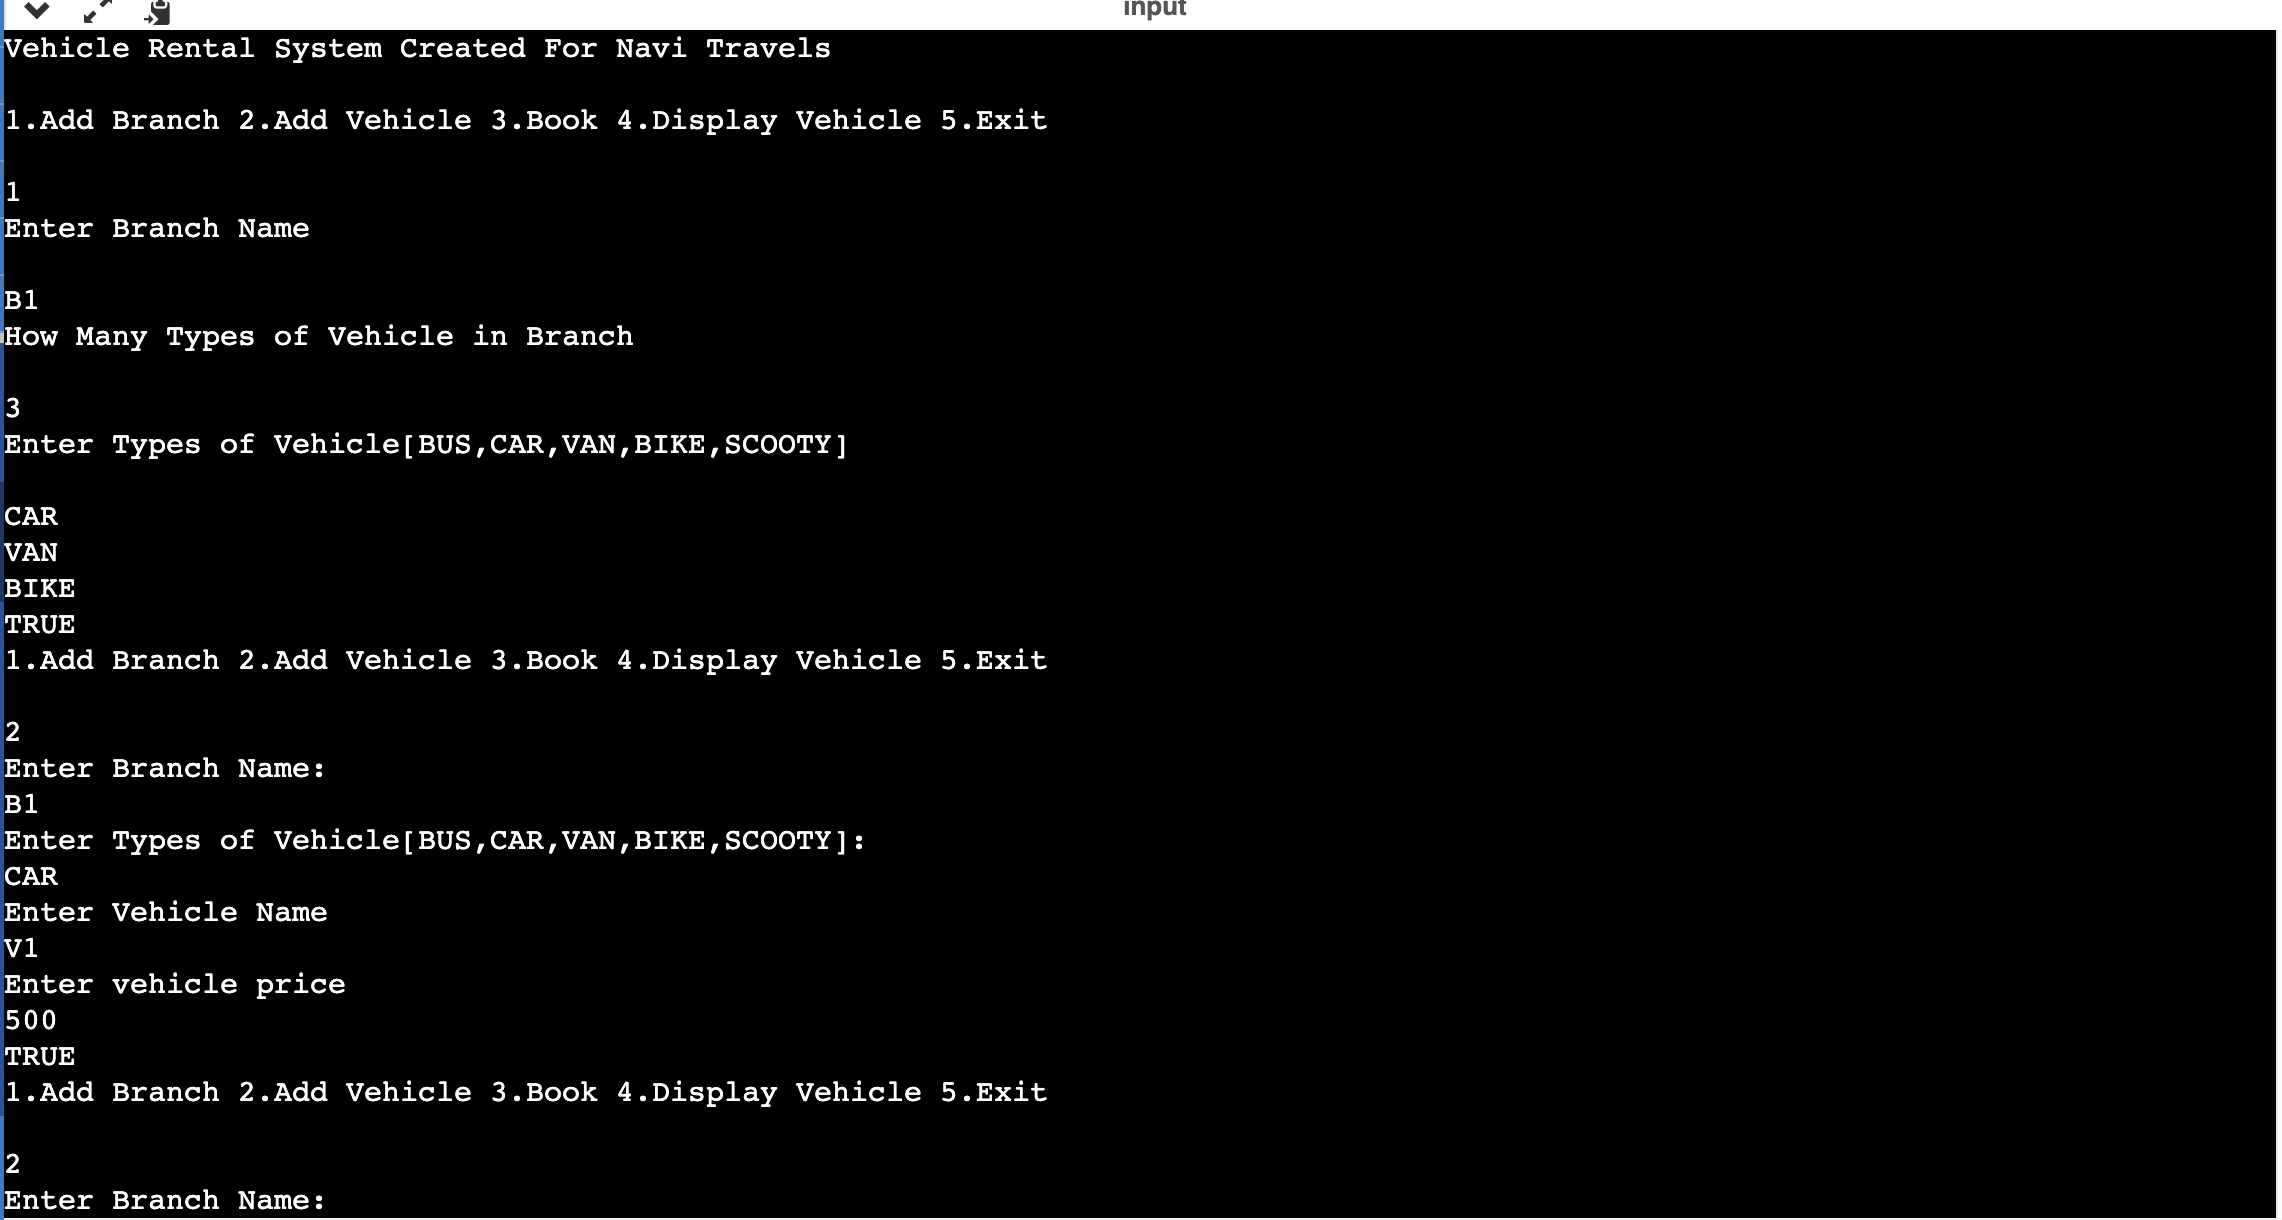 input
Vehicle Rental System Created For Navi Travels
1.Add Branch 2.Add Vehicle 3.Book 4.Display Vehicle 5.Exit
1
Enter Branch Name
B1
How Many Types of Vehicle in Branch
3
Enter Types of Vehicle[BUS,CAR,VAN,BIKE,SCOOTY]
CAR
VAN
BIKE
TRUE
1.Add Branch 2.Add Vehicle 3.Book 4.Display Vehicle 5.Exit
2
Enter Branch Name:
B1
Enter Types of Vehicle[BUS,CAR,VAN,BIKE,SCOOTY]:
CAR
Enter Vehicle Name
V1
Enter vehicle price
500
TRUE
1.Add Branch 2.Add Vehicle 3.Book 4.Display Vehicle 5.Exit
2
Enter Branch Name: